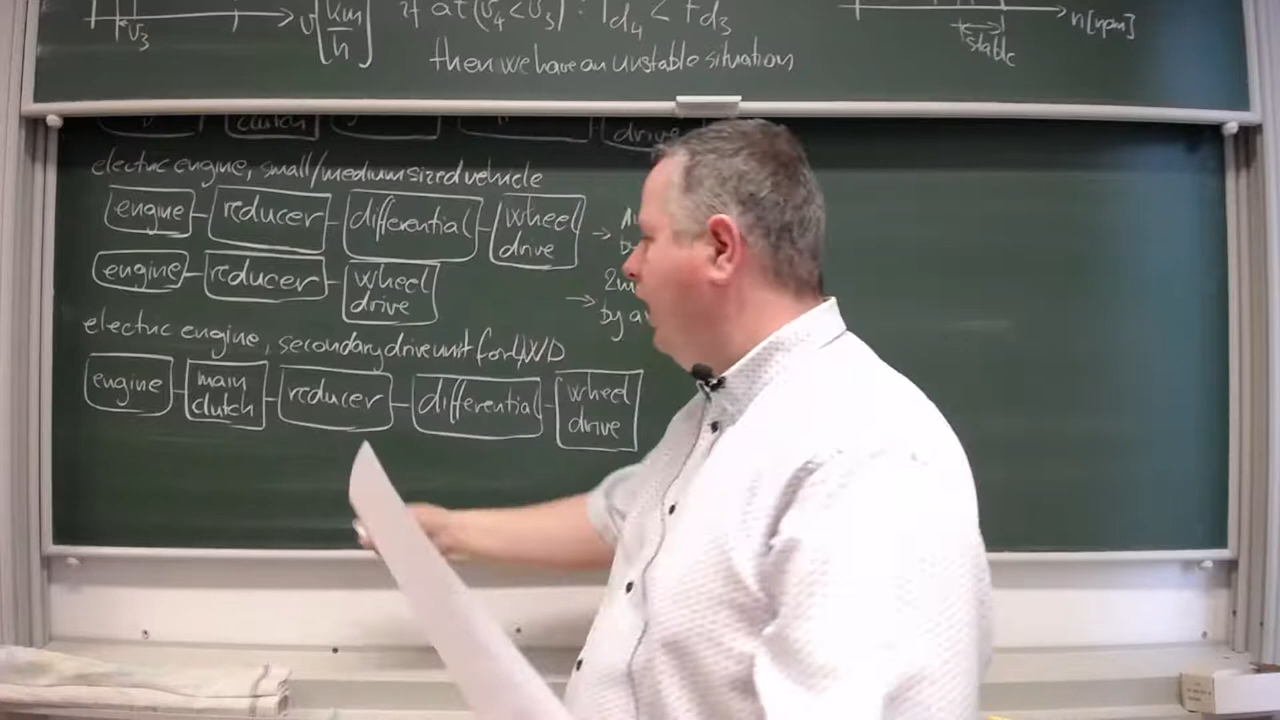 v[km/h] if at (v4<v3): Fd4 < Fd3 n[rpm]
v3 stable
then we have an unstable situation
clutch drive
electric engine, small/medium sized vehicle
engine reducer differential wheel drive →
engine reducer wheel drive →
electric engine, secondary drive unit for 4WD
engine main clutch reducer differential wheel drive